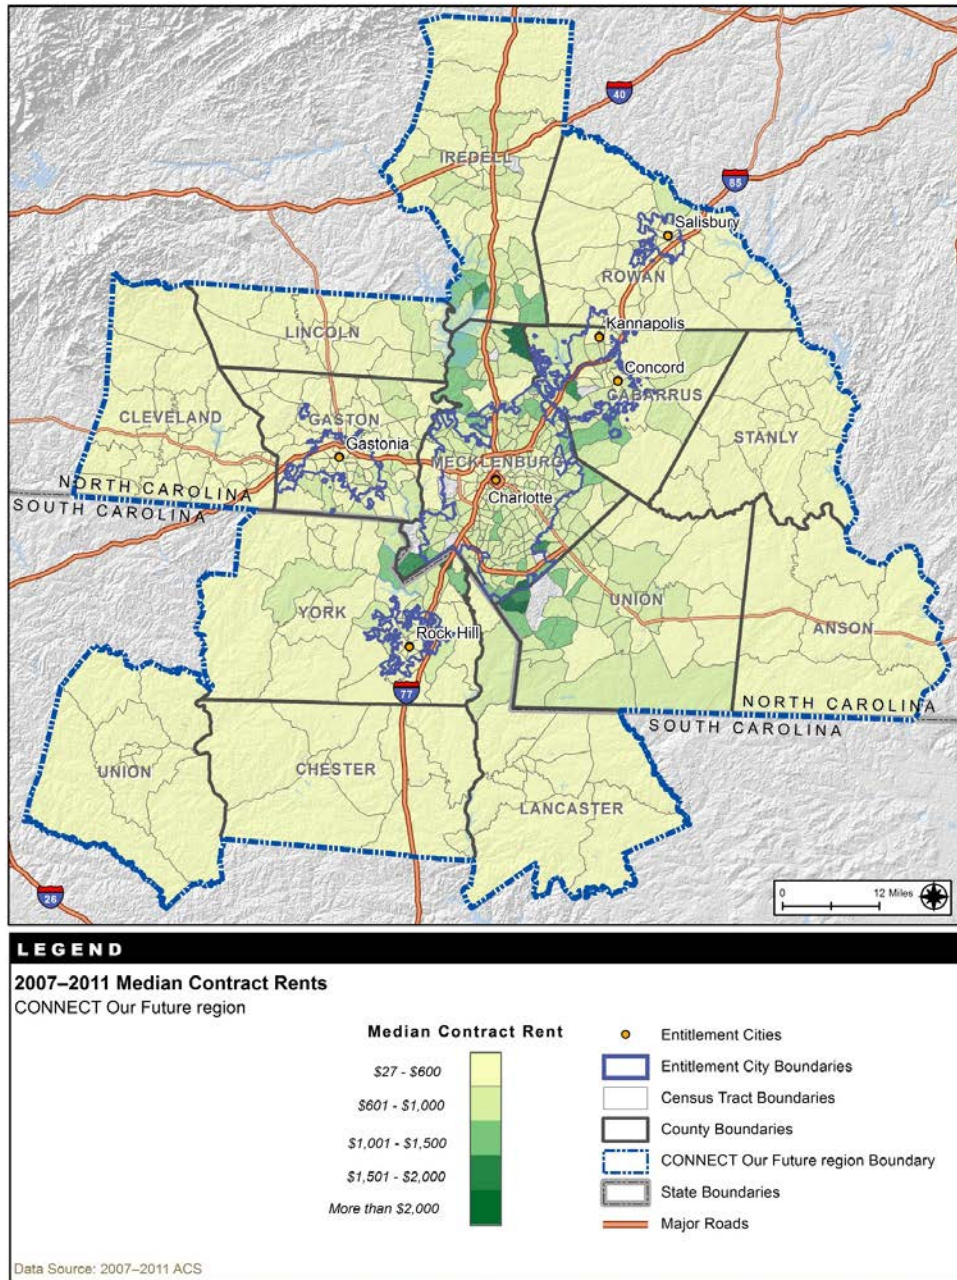 40
IREDELL
85
Salisbury
ROWAN
Kannapolis
LINCOLN
Concord
CABARRUS
CLEVELAND
GASTON
STANLY
Gastonia
MECKLENBURG
NORTH CAROLINA
Charlotte
SOUTH CAROLINA
YORK
UNION
ANSON
Rock Hill
77
NORTH CAROLINA
SOUTH CAROLINA
UNION
CHESTER
LANCASTER
26
0 12 Miles
LEGEND
2007–2011 Median Contract Rents
CONNECT Our Future region
Median Contract Rent
$27 - $600
$601 - $1,000
$1,001 - $1,500
$1,501 - $2,000
More than $2,000
Entitlement Cities
Entitlement City Boundaries
Census Tract Boundaries
County Boundaries
CONNECT Our Future region Boundary
State Boundaries
Major Roads
Data Source: 2007–2011 ACS